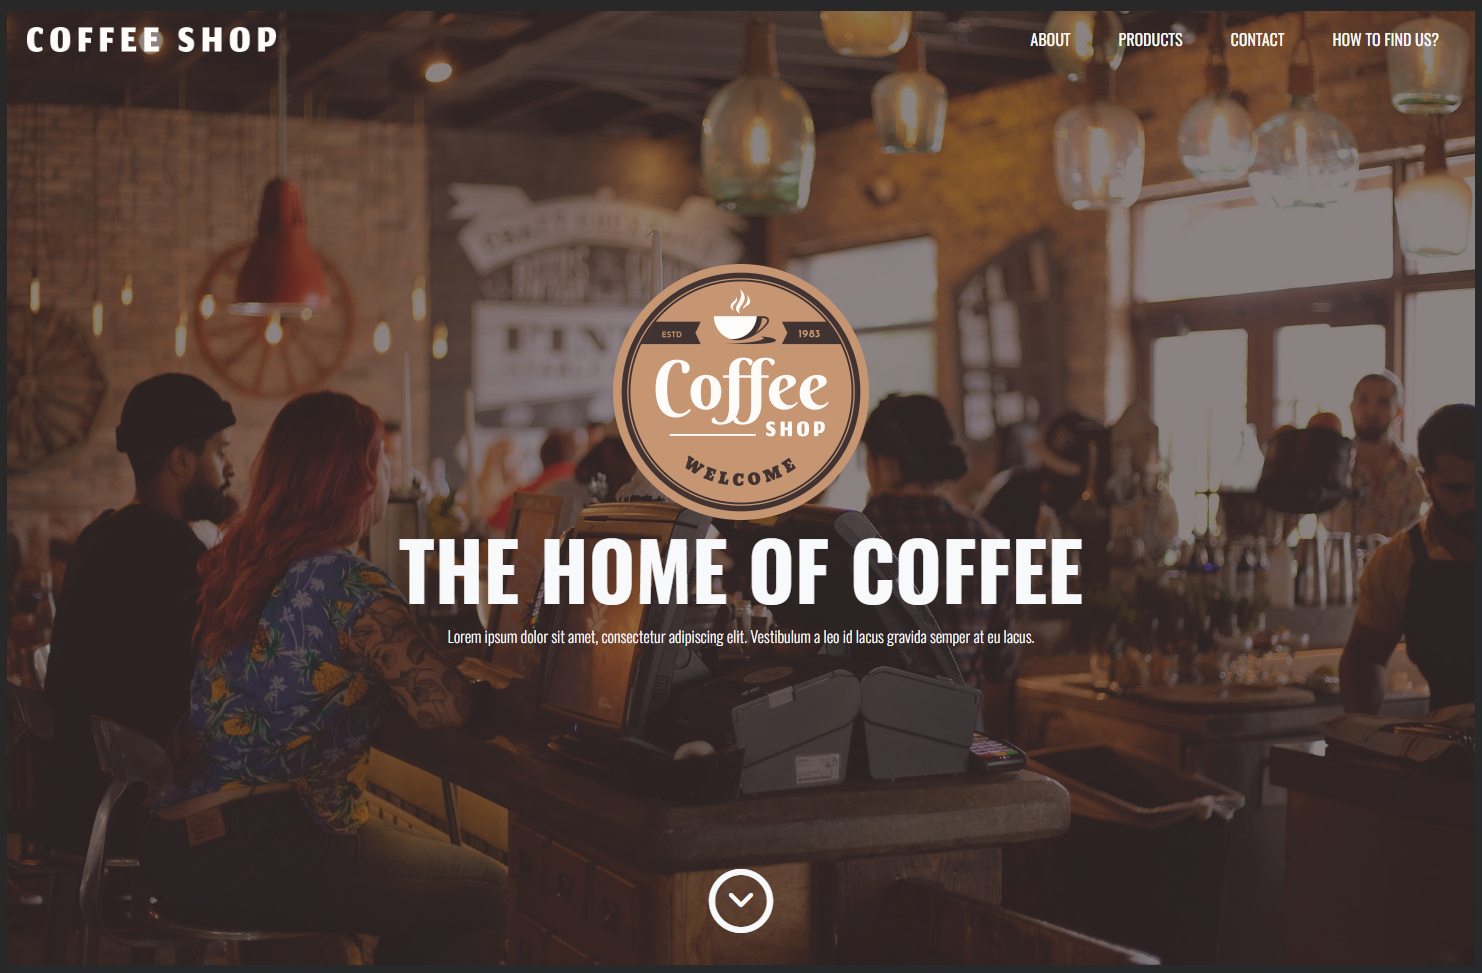 COFFEE SHOP
ABOUT PRODUCTS CONTACT HOW TO FIND US?
ESTD 1983
Coffee
SHOP
WELCOME
THE HOME OF COFFEE
Lorem ipsum dolor sit amet, consectetur adipiscing elit. Vestibulum a leo id lacus gravida semper at eu lacus.